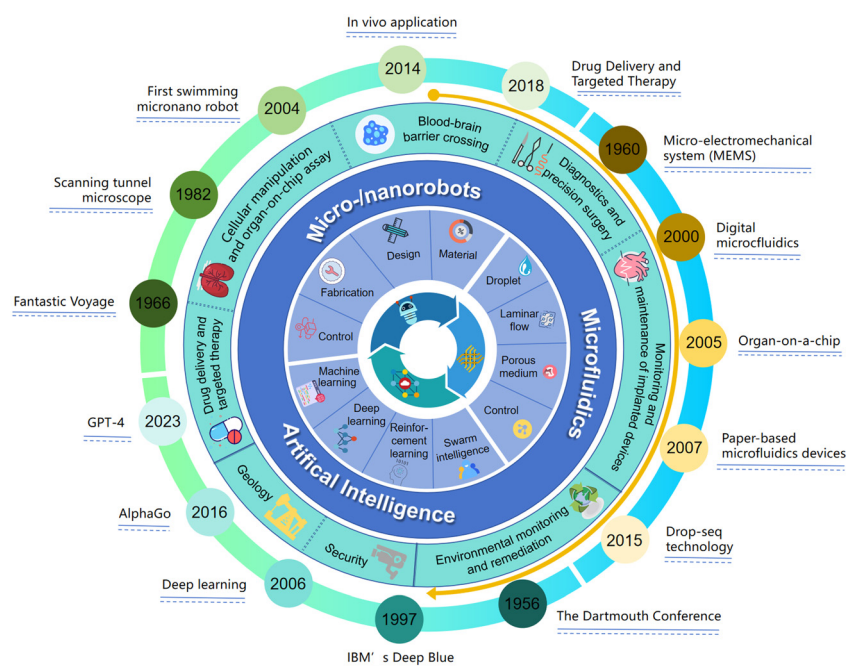 In vivo application
2014
2018
Drug Delivery and
Targeted Therapy
First swimming
micronano robot
2004
1960
Micro-electromechanical
system (MEMS)
Scanning tunnel
microscope
1982
2000
Digital
microfluidics
Fantastic Voyage
1966
2005
Organ-on-a-chip
GPT-4
2023
2007
Paper-based
microfluidics devices
AlphaGo
2016
2015
Drop-seq
technology
Deep learning
2006
1956
The Dartmouth Conference
1997
IBM' s Deep Blue
Blood-brain
barrier crossing
Diagnostics and
precision surgery
Monitoring and
maintenance of implanted devices
Environmental monitoring
and remediation
Security
Geology
Drug delivery and
targeted therapy
Cellular manipulation
and organ-on-chip assay
Micro-/nanorobots
Microfluidics
Artifical Intelligence
Design
Material
Fabrication
Control
Droplet
Laminar
flow
Porous
medium
Control
Machine
learning
Deep
learning
Reinfor-
cement
learning
Swarm
intelligence